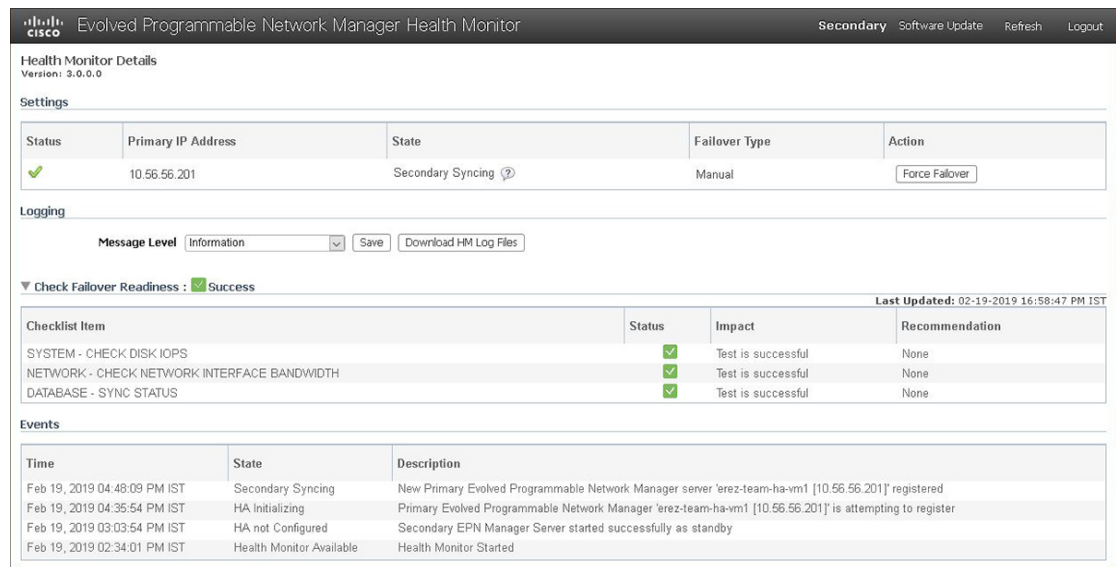 cisco Evolved Programmable Network Manager Health Monitor Secondary Software Update Refresh Logout
Health Monitor Details
Version: 3.0.0.0
Settings
Status Primary IP Address State Failover Type Action
10.56.56.201 Secondary Syncing ? Manual Force Failover
Logging
Message Level Information Save Download HM Log Files
Check Failover Readiness : Success
Last Updated: 02-19-2019 16:58:47 PM IST
Checklist Item Status Impact Recommendation
SYSTEM - CHECK DISK IOPS Test is successful None
NETWORK - CHECK NETWORK INTERFACE BANDWIDTH Test is successful None
DATABASE - SYNC STATUS Test is successful None
Events
Time State Description
Feb 19, 2019 04:48:09 PM IST Secondary Syncing New Primary Evolved Programmable Network Manager server 'erez-team-ha-vm1 [10.56.56.201]' registered
Feb 19, 2019 04:35:54 PM IST HA Initializing Primary Evolved Programmable Network Manager 'erez-team-ha-vm1 [10.56.56.201]' is attempting to register
Feb 19, 2019 03:03:54 PM IST HA not Configured Secondary EPN Manager Server started successfully as standby
Feb 19, 2019 02:34:01 PM IST Health Monitor Available Health Monitor Started